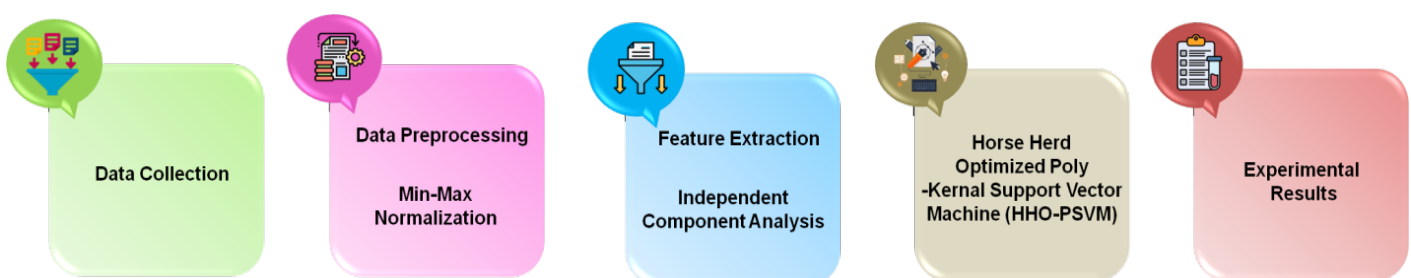 Data Collection
Data Preprocessing
Min-Max
Normalization
Feature Extraction
Independent
Component Analysis
Horse Herd
Optimized Poly
-Kernal Support Vector
Machine (HHO-PSVM)
Experimental
Results